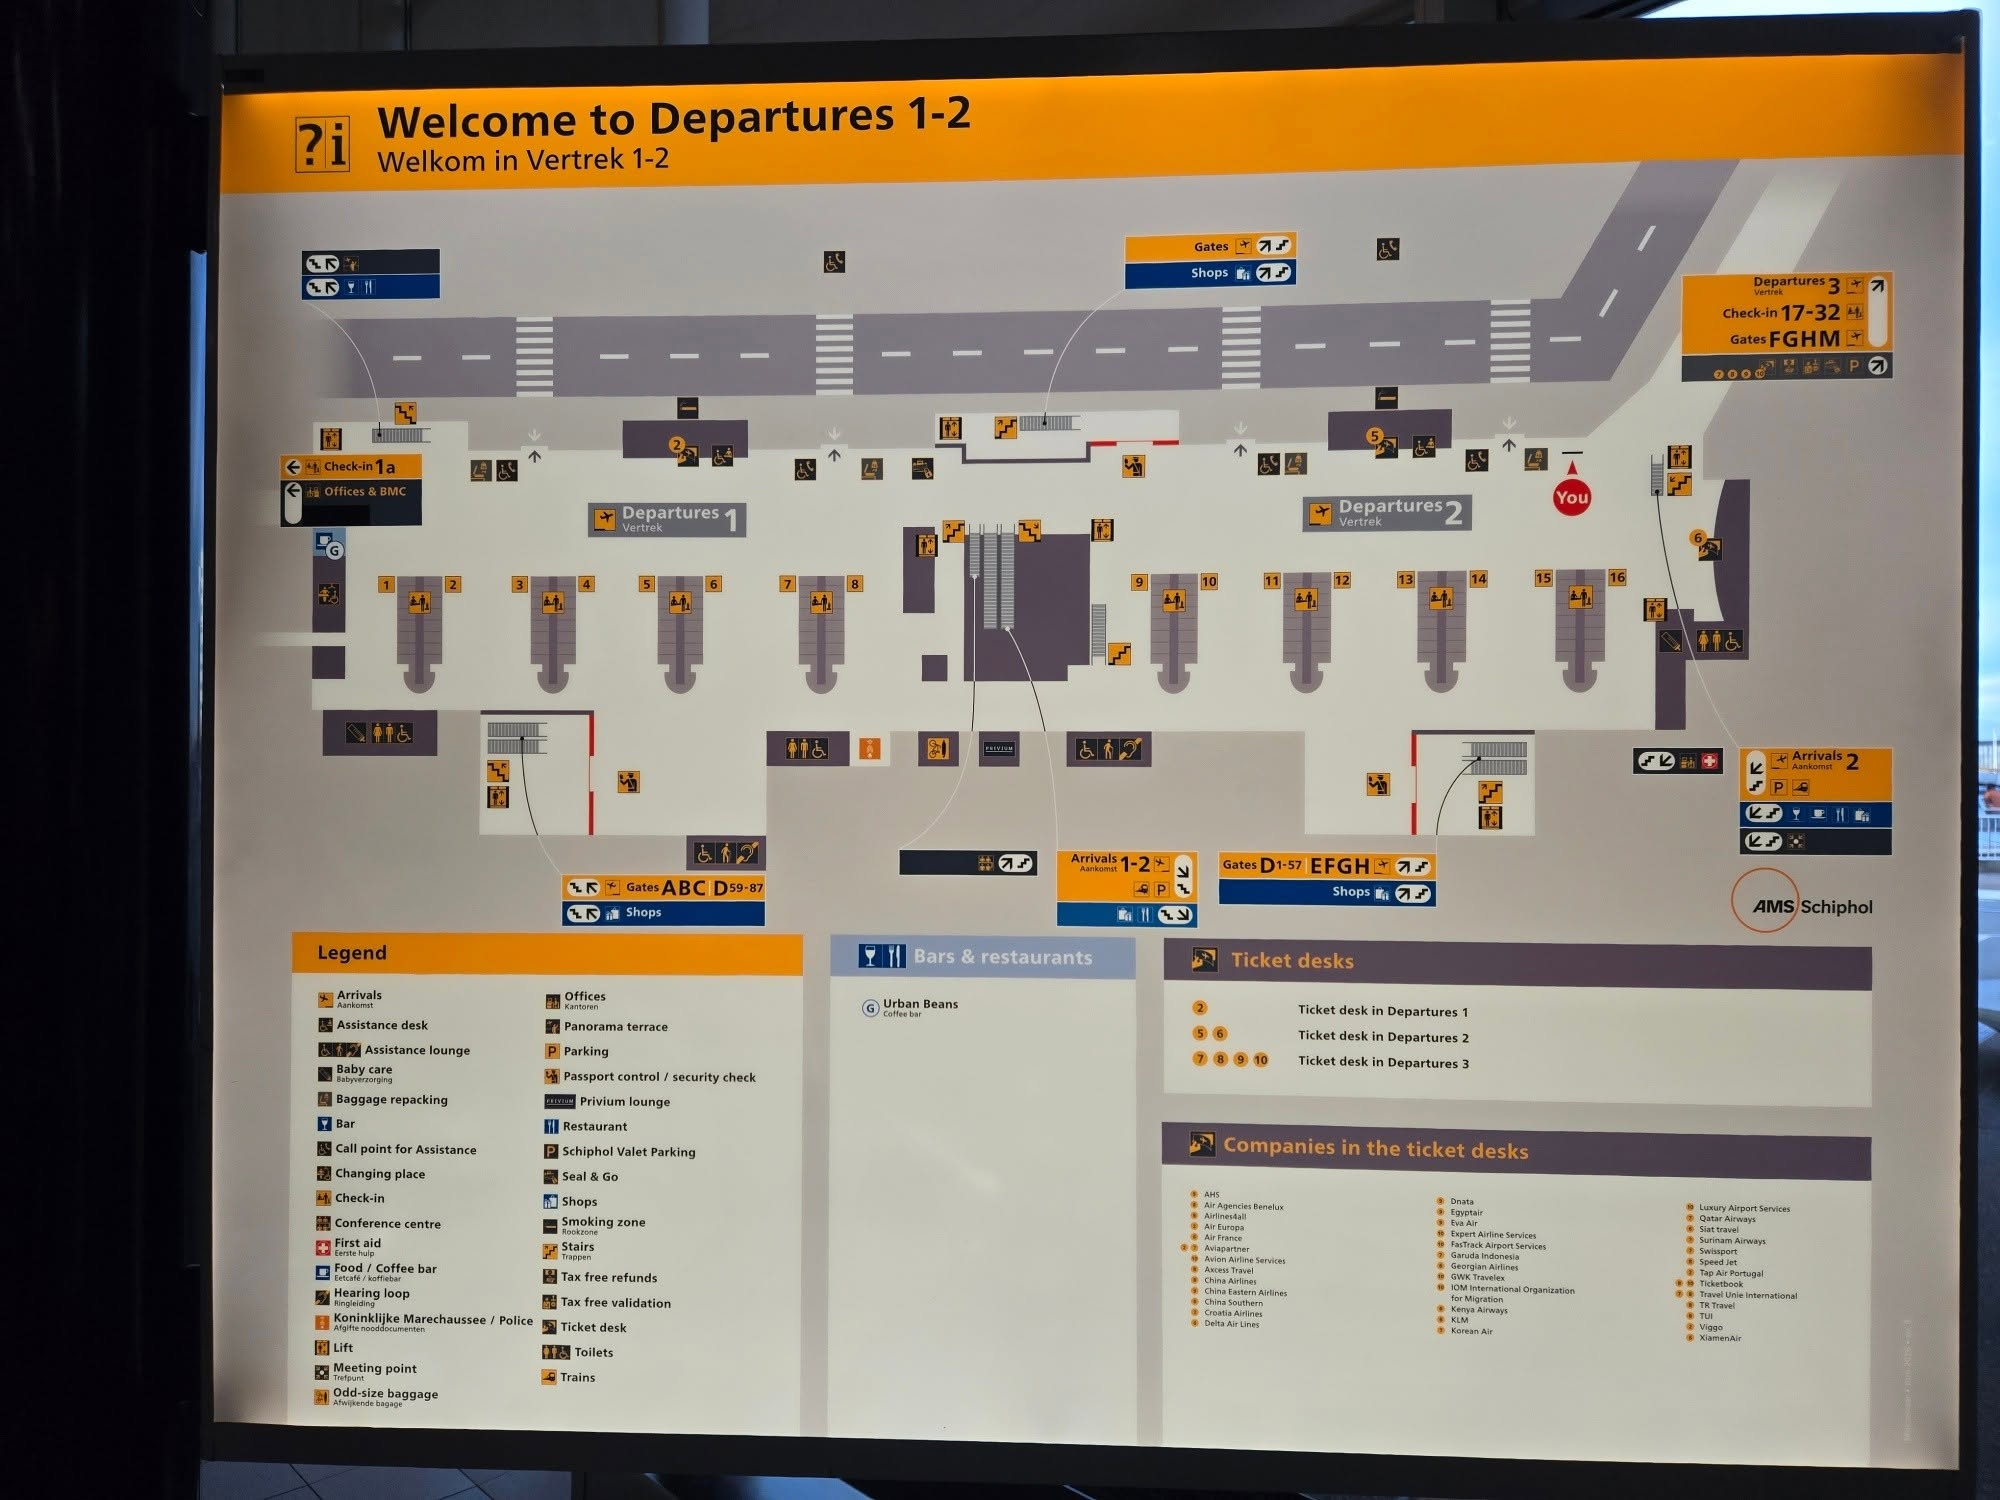 ?i
Welcome to Departures 1-2
Welkom in Vertrek 1-2
Gates
Shops
Departures 3
Vertrek
Check-in 17-32
Gates FGHM
7 8 9 10 P
2
5
Check-in 1a
Offices & BMC
You
Departures 1
Vertrek
Departures 2
Vertrek
6
G
1 2 3 4 5 6 7 8 9 10 11 12 13 14 15 16
PRIVIUM
Arrivals 2
Aankomst
P
Arrivals 1-2
Aankomst
P
Gates D1-57 EFGH
Shops
Gates ABC D59-87
Shops
AMS Schiphol
Legend
Arrivals
Aankomst
Assistance desk
Assistance lounge
Baby care
Babyverzorging
Baggage repacking
Bar
Call point for Assistance
Changing place
Check-in
Conference centre
First aid
Eerste hulp
Food / Coffee bar
Eetcafé / koffiebar
Hearing loop
Ringleiding
Koninklijke Marechaussee / Police
Afgifte nooddocumenten
Lift
Meeting point
Trefpunt
Odd-size baggage
Afwijkende bagage
Offices
Kantoren
Panorama terrace
P Parking
Passport control / security check
PRIVIUM Privium lounge
Restaurant
P Schiphol Valet Parking
Seal & Go
Shops
Smoking zone
Rookzone
Stairs
Trappen
Tax free refunds
Tax free validation
Ticket desk
Toilets
Trains
Bars & restaurants
G Urban Beans
Coffee bar
Ticket desks
2 Ticket desk in Departures 1
5 6 Ticket desk in Departures 2
7 8 9 10 Ticket desk in Departures 3
Companies in the ticket desks
AHS
Air Agencies Benelux
Airlines4all
Air Europa
Air France
Aviapartner
Avion Airline Services
Axcess Travel
China Airlines
China Eastern Airlines
China Southern
Croatia Airlines
Delta Air Lines
Dnata
Egyptair
Eva Air
Expert Airline Services
FasTrack Airport Services
Garuda Indonesia
Georgian Airlines
GWK Travelex
IOM International Organization
for Migration
Kenya Airways
KLM
Korean Air
Luxury Airport Services
Qatar Airways
Siat travel
Surinam Airways
Swissport
Speed Jet
Tap Air Portugal
Ticketbook
Travel Unie International
TR Travel
TUI
Viggo
XiamenAir